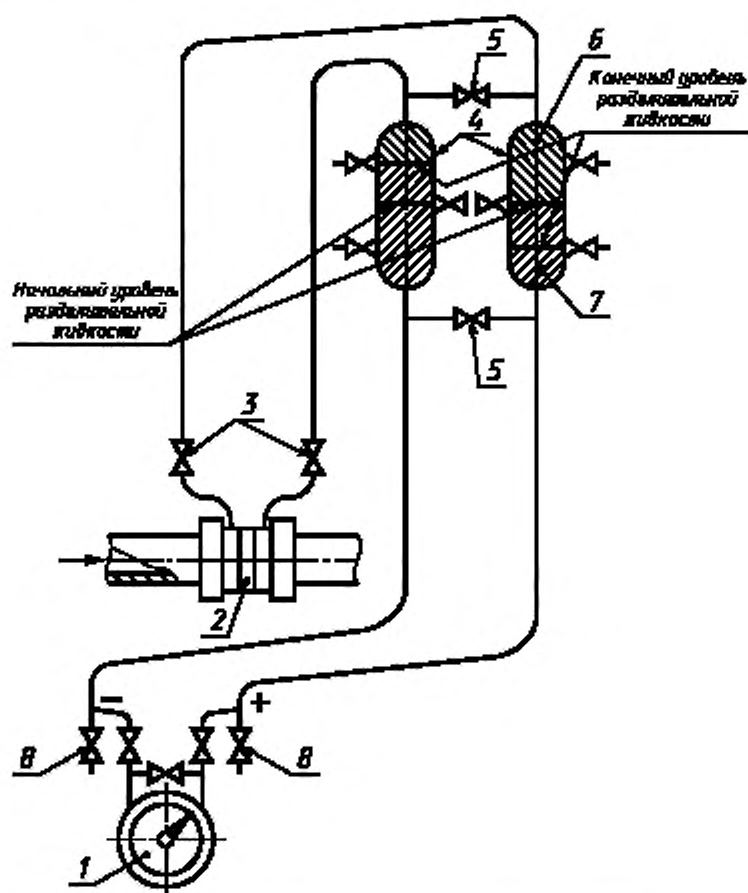 5
6
Конечный уровень
разделительной
жидкости
4
Начальный уровень
разделительной
жидкости
7
5
3
2
− +
8
8
1